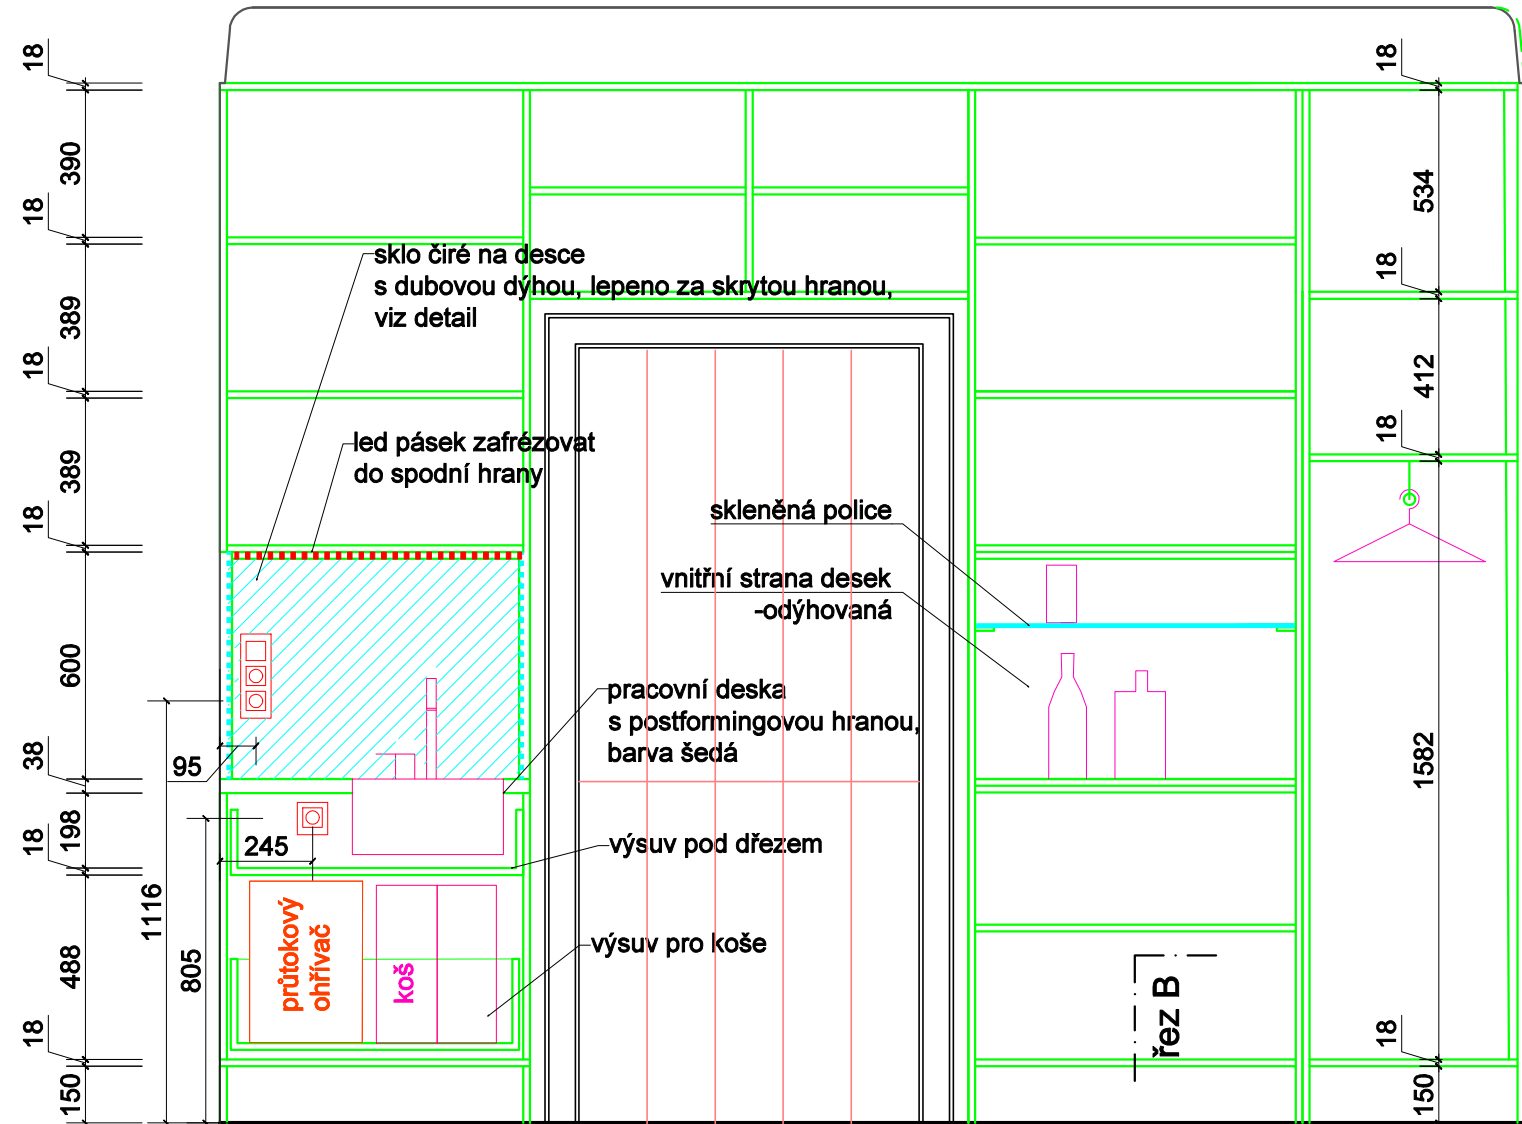 18
390
18
389
18
389
18
600
38
198
18
488
18
150
95
245
1116
805
sklo čiré na desce
s dubovou dýhou, lepeno za skrytou hranou,
viz detail
led pásek zafrézovat
do spodní hrany
skleněná police
vnitřní strana desek
-odýhovaná
pracovní deska
s postformingovou hranou,
barva šedá
výsuv pod dřezem
výsuv pro koše
průtokový
ohřívač
koš
řez B
18
534
18
412
18
1582
18
150